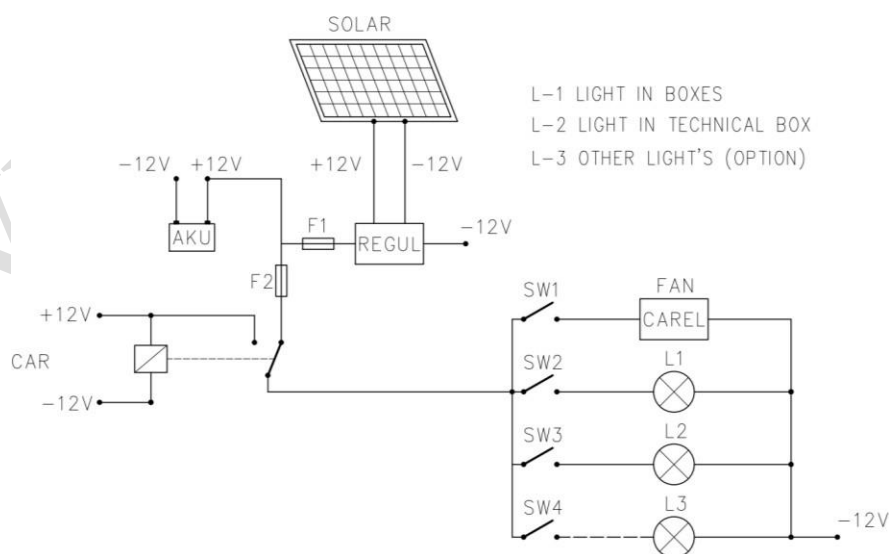 SOLAR
L-1 LIGHT IN BOXES
L-2 LIGHT IN TECHNICAL BOX
L-3 OTHER LIGHT'S (OPTION)
-12V +12V
+12V -12V
AKU
F1
REGUL
-12V
F2
SW1
FAN
CAREL
+12V
CAR
-12V
SW2
L1
SW3
L2
SW4
L3
-12V